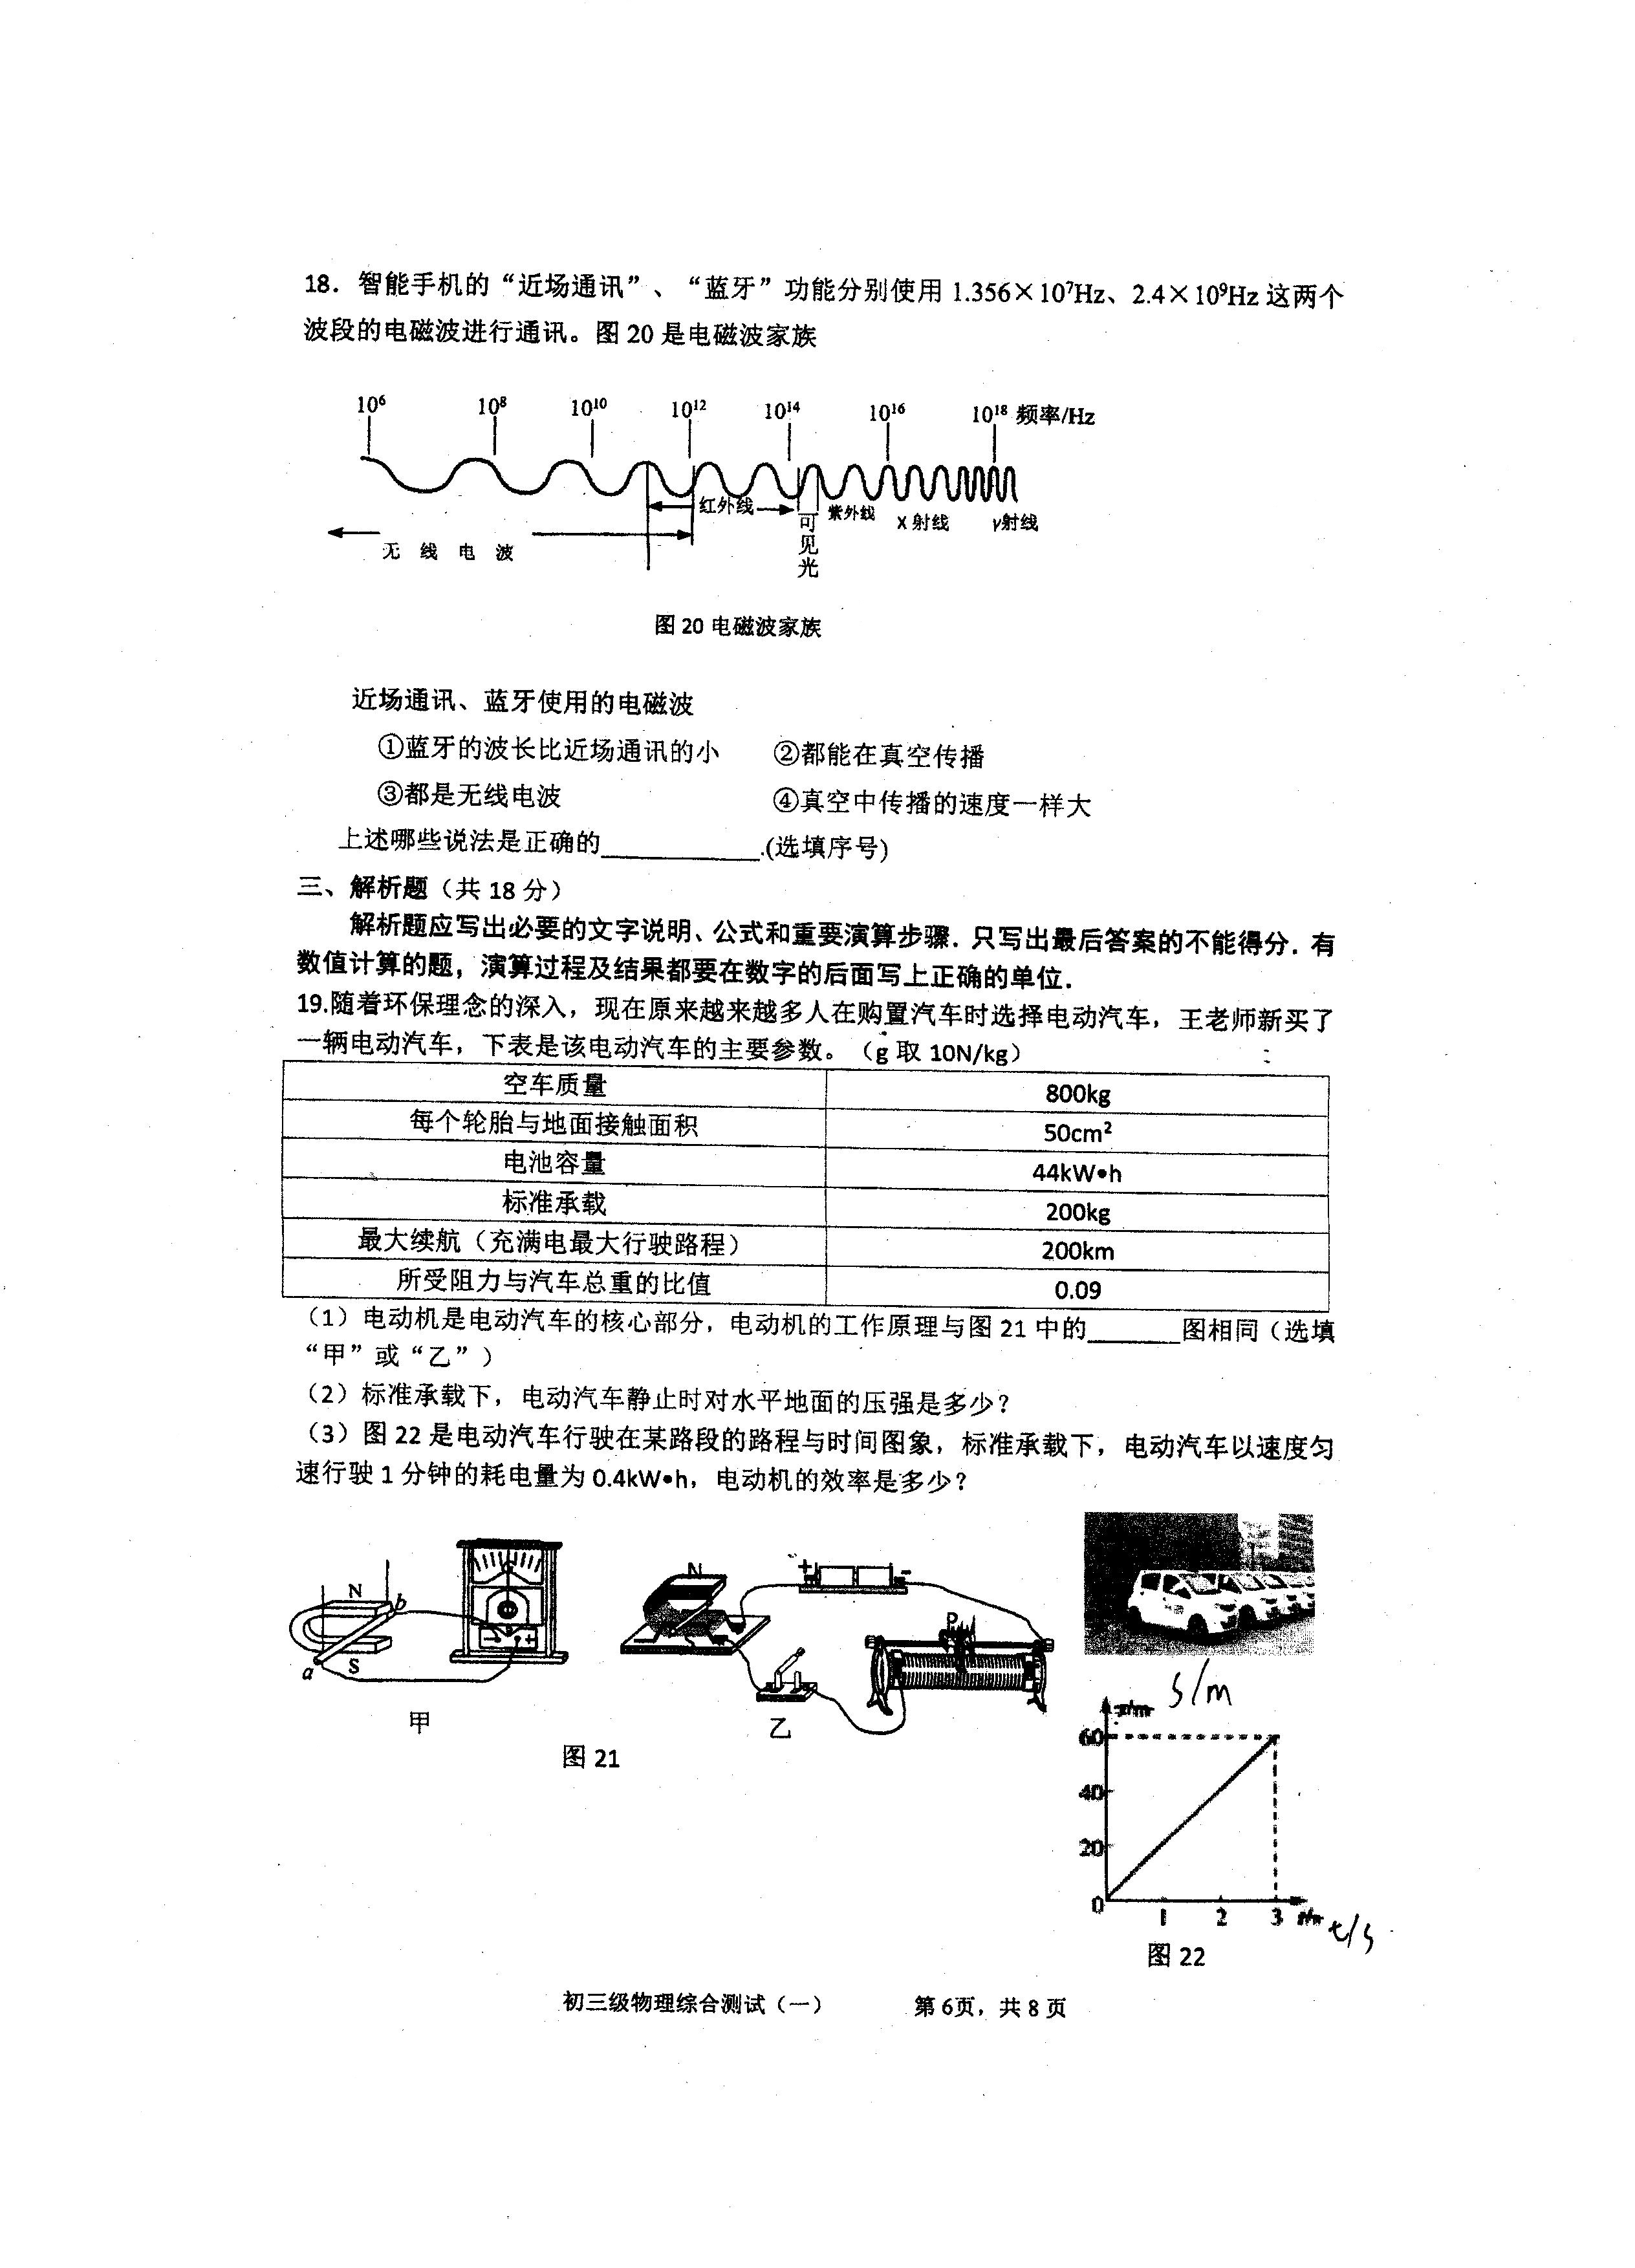 18. 智能手机的“近场通讯”、“蓝牙”功能分别使用 1.356×10⁷Hz、2.4×10⁹Hz 这两个
波段的电磁波进行通讯。图 20 是电磁波家族
10⁶ 10⁸ 10¹⁰ 10¹² 10¹⁴ 10¹⁶ 10¹⁸ 频率/Hz
红外线 可见光 紫外线 X 射线 γ射线
无 线 电 波
图 20 电磁波家族
近场通讯、蓝牙使用的电磁波
①蓝牙的波长比近场通讯的小 ②都能在真空传播
③都是无线电波 ④真空中传播的速度一样大
上述哪些说法是正确的____________.(选填序号)
三、解析题（共 18 分）
解析题应写出必要的文字说明、公式和重要演算步骤. 只写出最后答案的不能得分. 有
数值计算的题，演算过程及结果都要在数字的后面写上正确的单位.
19.随着环保理念的深入，现在原来越来越多人在购置汽车时选择电动汽车，王老师新买了
一辆电动汽车，下表是该电动汽车的主要参数。（g 取 10N/kg）
空车质量 800kg
每个轮胎与地面接触面积 50cm²
电池容量 44kW•h
标准承载 200kg
最大续航（充满电最大行驶路程） 200km
所受阻力与汽车总重的比值 0.09
（1）电动机是电动汽车的核心部分，电动机的工作原理与图 21 中的_______图相同（选填
“甲”或“乙”）
（2）标准承载下，电动汽车静止时对水平地面的压强是多少？
（3）图 22 是电动汽车行驶在某路段的路程与时间图象，标准承载下，电动汽车以速度匀
速行驶 1 分钟的耗电量为 0.4kW•h，电动机的效率是多少？
N
S
a
b
G
- +
甲
N
+ -
P
乙
图 21
s/m
60
40
20
0 1 2 3 t/s
图 22
初三级物理综合测试（一） 第 6页，共 8 页